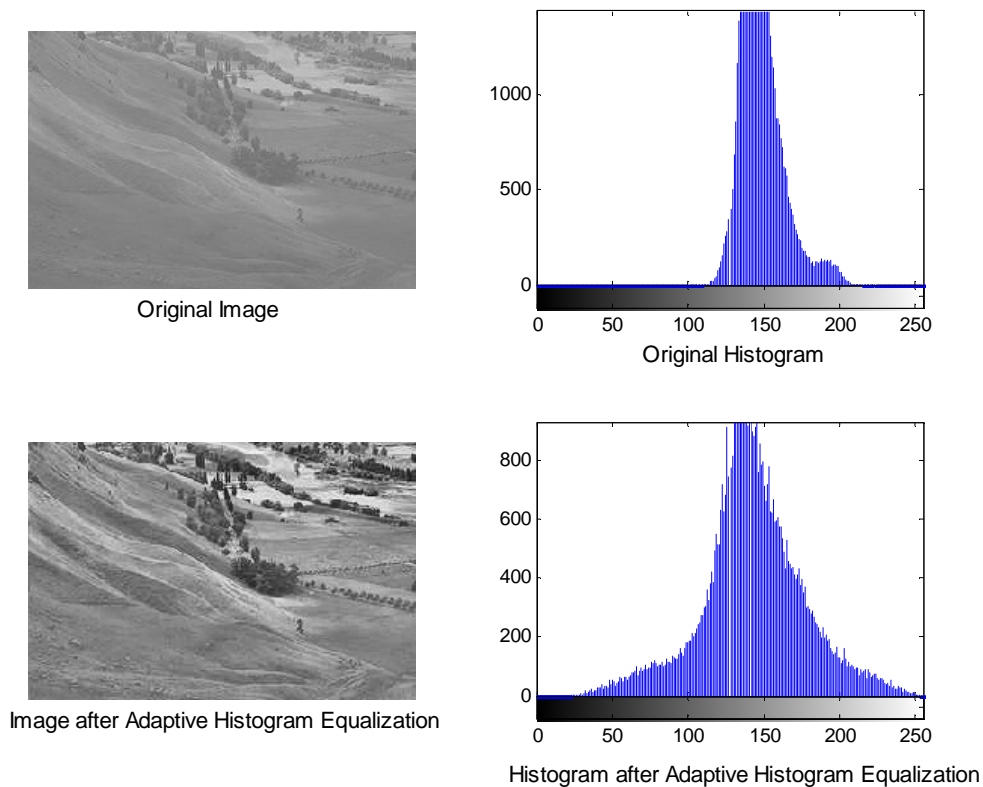 1000
500
0
0 50 100 150 200 250
Original Image
Original Histogram
800
600
400
200
0
0 50 100 150 200 250
Image after Adaptive Histogram Equalization
Histogram after Adaptive Histogram Equalization